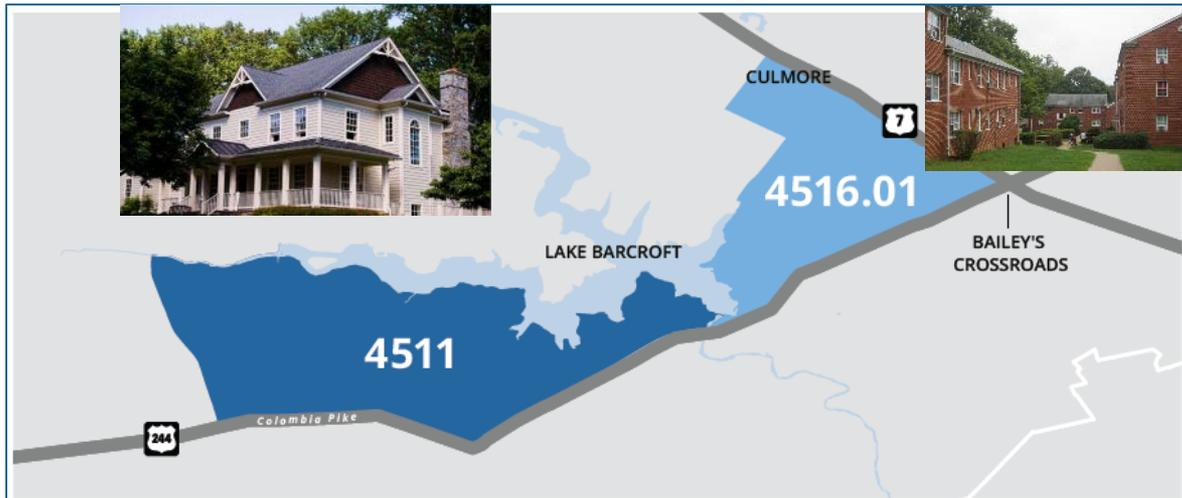 CULMORE
7
4516.01
BAILEY'S
CROSSROADS
LAKE BARCROFT
4511
Colombia Pike
244